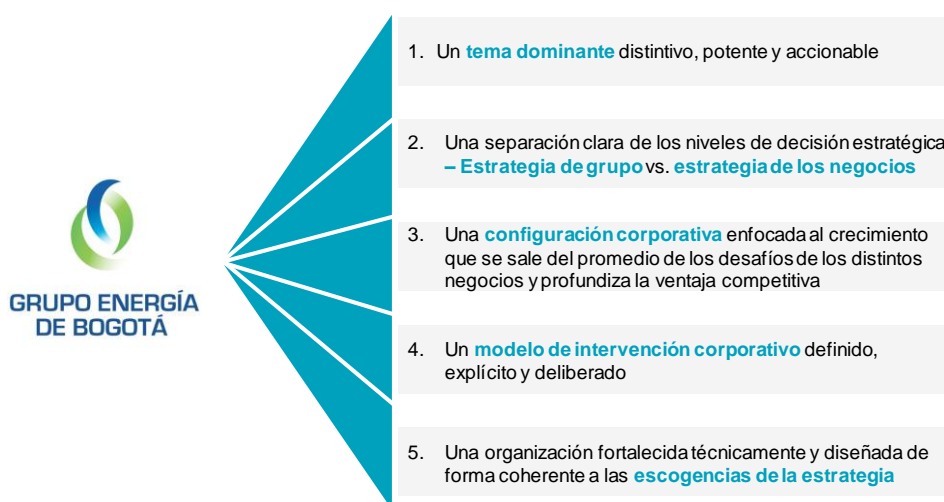 1. Un tema dominante distintivo, potente y accionable
2. Una separación clara de los niveles de decisión estratégica
– Estrategia de grupo vs. estrategia de los negocios
GRUPO ENERGÍA
DE BOGOTÁ
3. Una configuración corporativa enfocada al crecimiento
que se sale del promedio de los desafíos de los distintos
negocios y profundiza la ventaja competitiva
4. Un modelo de intervención corporativo definido,
explícito y deliberado
5. Una organización fortalecida técnicamente y diseñada de
forma coherente a las escogencias de la estrategia